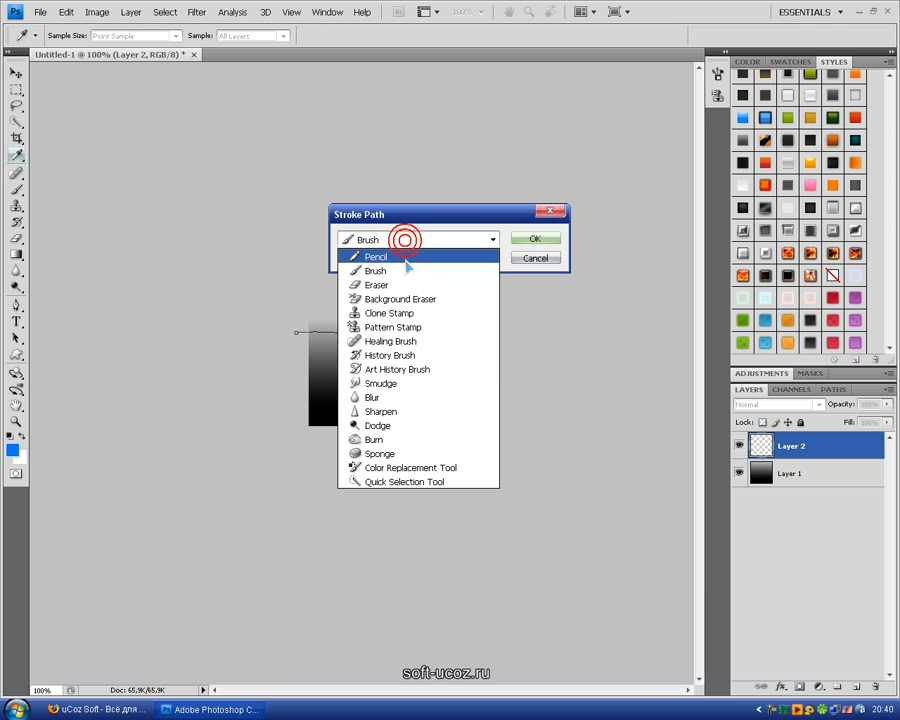 Ps File Edit Image Layer Select Filter Analysis 3D View Window Help Br 100% ESSENTIALS
Sample Size: Point Sample Sample: All Layers
Untitled-1 @ 100% (Layer 2, RGB/8) *
COLOR SWATCHES STYLES
Stroke Path
Brush
OK
Pencil
Cancel
Brush
Eraser
Background Eraser
Clone Stamp
Pattern Stamp
Healing Brush
History Brush
Art History Brush
Smudge
Blur
Sharpen
Dodge
Burn
Sponge
Color Replacement Tool
Quick Selection Tool
ADJUSTMENTS MASKS
LAYERS CHANNELS PATHS
Normal Opacity: 100%
Lock: Fill: 100%
Layer 2
Layer 1
soft-ucoz.ru
100% Doc: 65,9K/65,9K
uCoz Soft - Всё для ... Adobe Photoshop C... 20:40